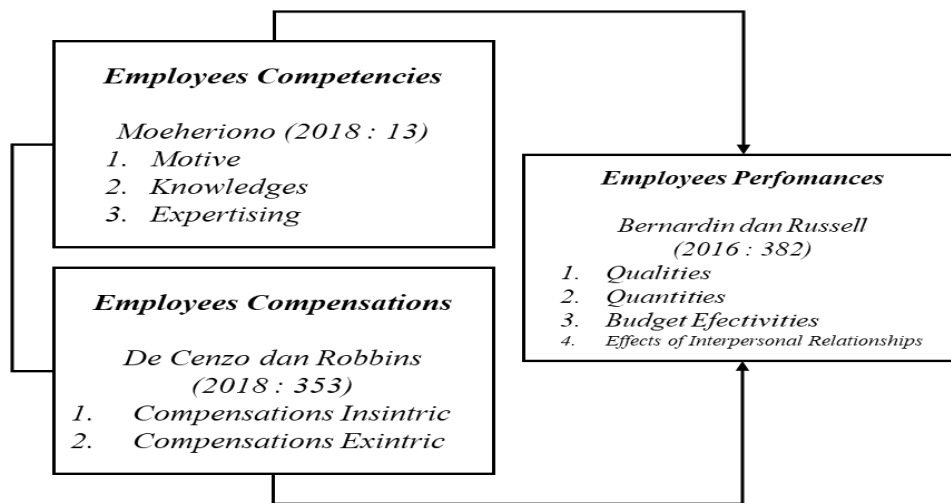 Employees Competencies
Moeheriono (2018 : 13)
1. Motive
2. Knowledges
3. Expertising
Employees Compensations
De Cenzo dan Robbins
(2018 : 353)
1. Compensations Insintric
2. Compensations Exintric
Employees Perfomances
Bernardin dan Russell
(2016 : 382)
1. Qualities
2. Quantities
3. Budget Efectivities
4. Effects of Interpersonal Relationships